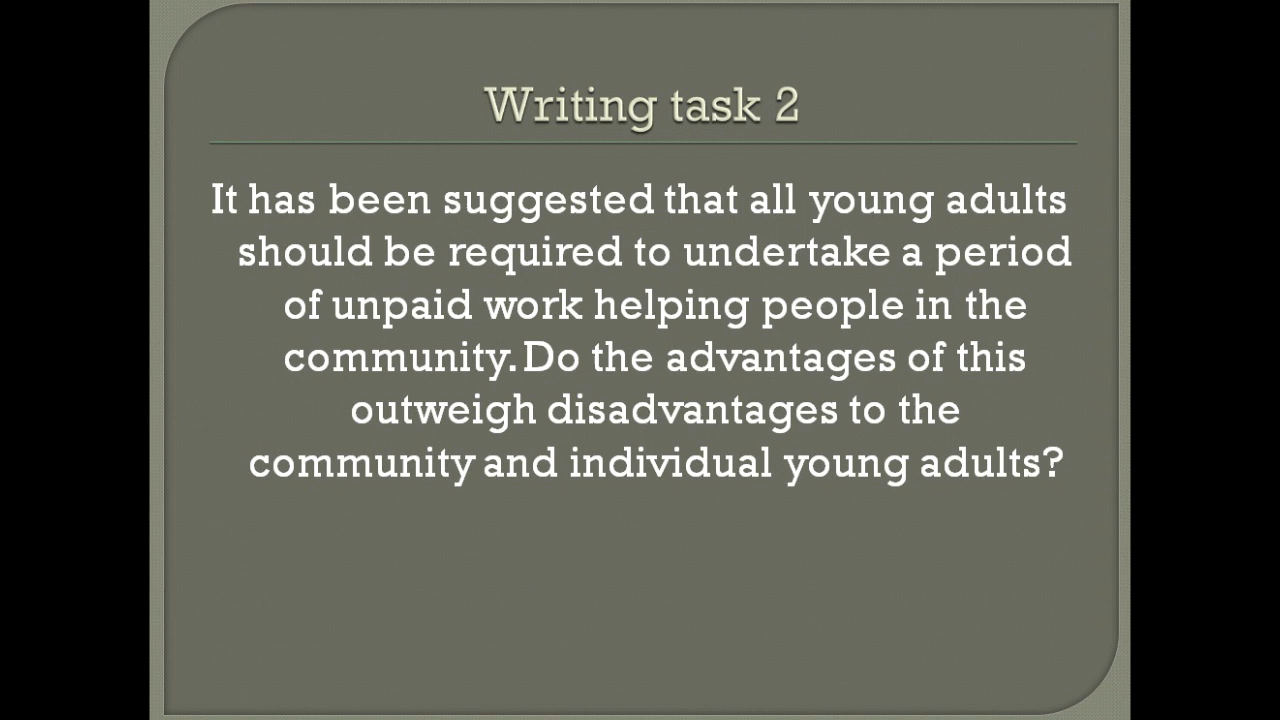 Writing task 2
It has been suggested that all young adults
should be required to undertake a period
of unpaid work helping people in the
community. Do the advantages of this
outweigh disadvantages to the
community and individual young adults?